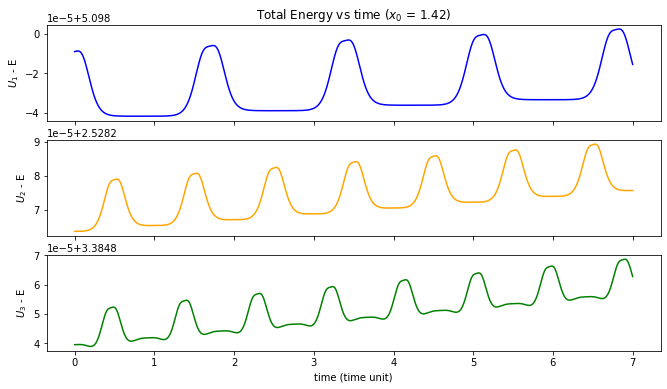 Total Energy vs time (x₀ = 1.42)
1e−5+5.098
0
−2
−4
U₁ - E
1e−5+2.5282
9
8
7
U₂ - E
1e−5+3.3848
7
6
5
4
U₃ - E
0 1 2 3 4 5 6 7
time (time unit)